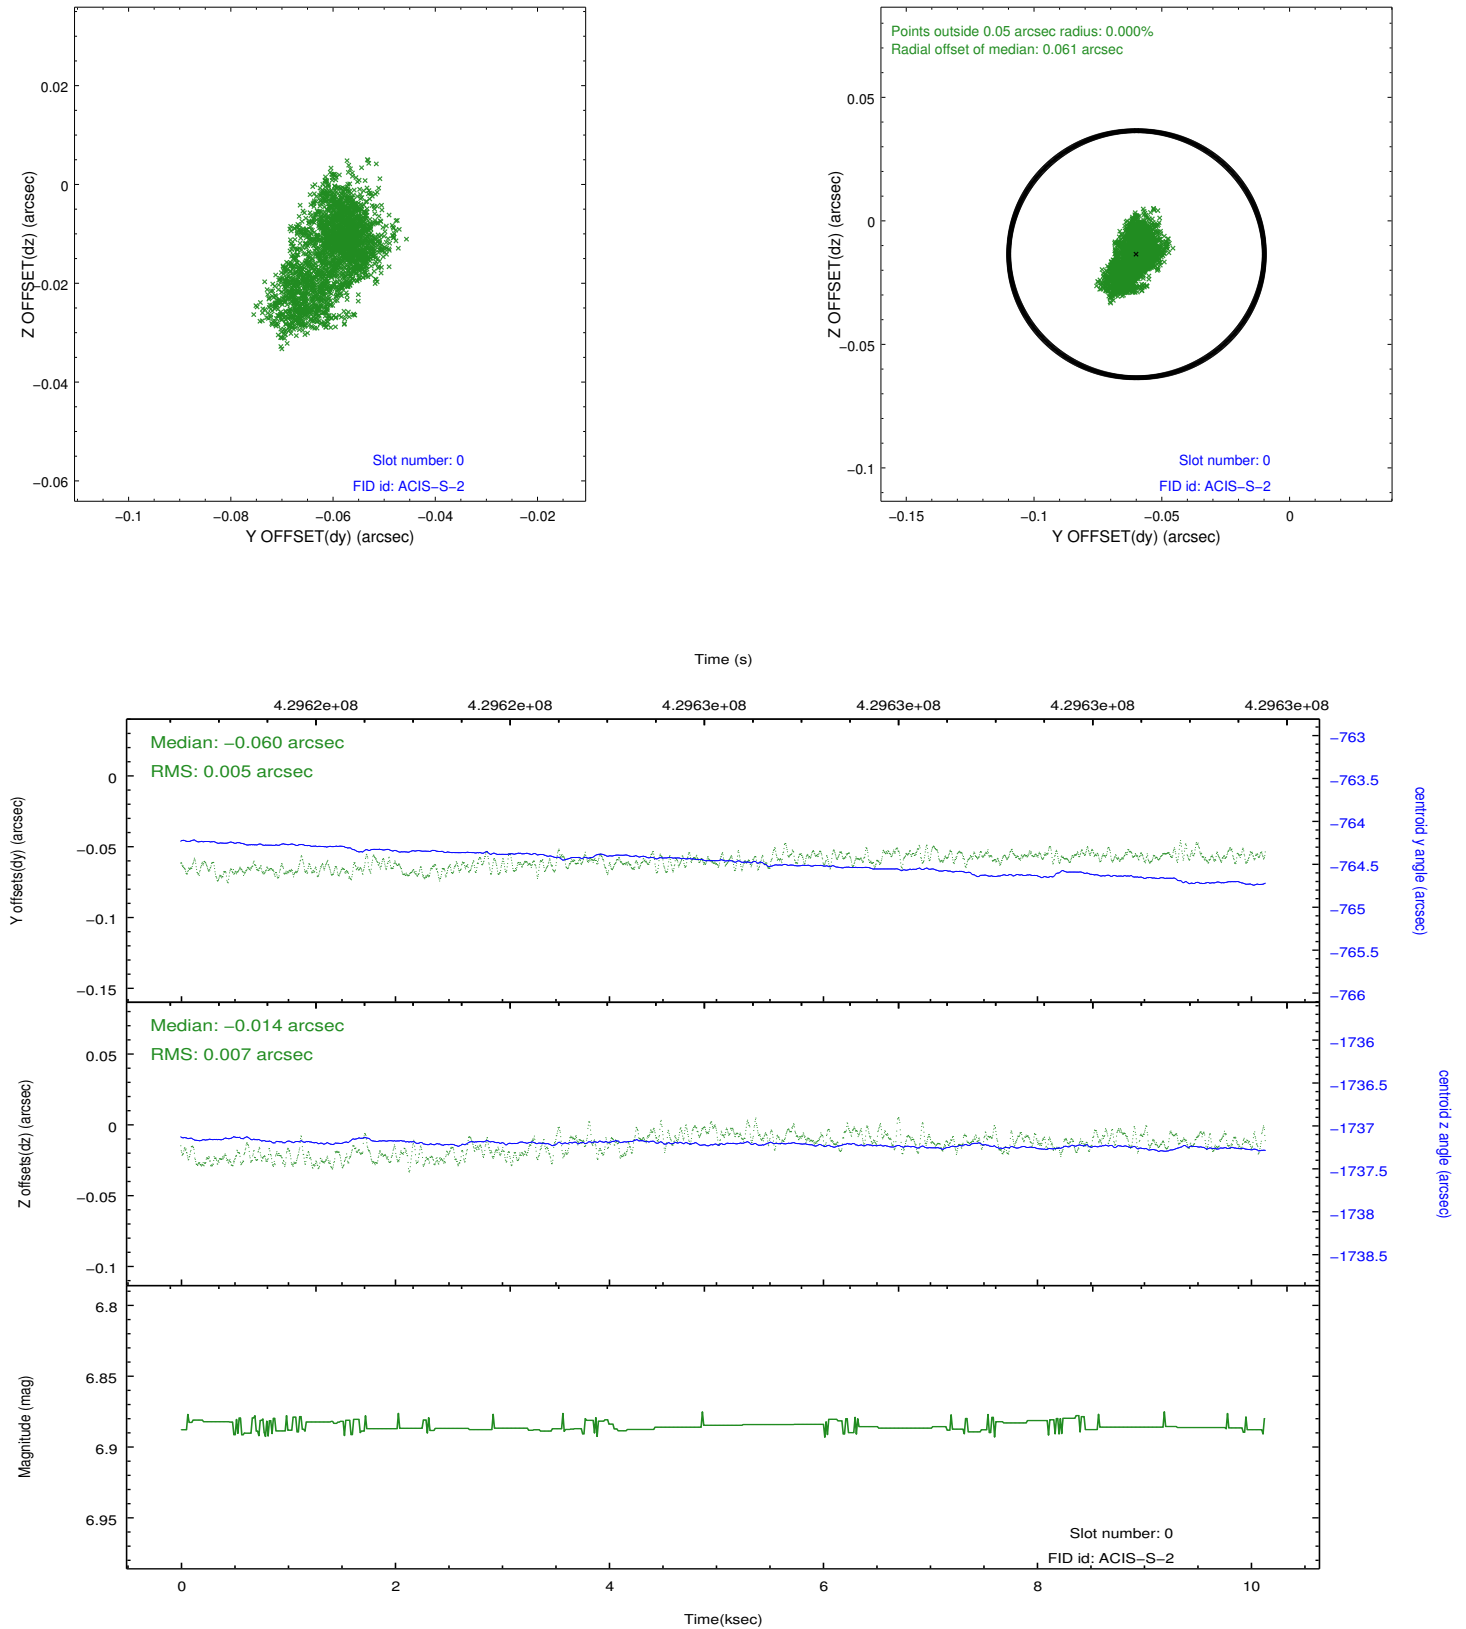 0.02
0
−0.02
−0.04
−0.06
Z OFFSET(dz) (arcsec)
Slot number: 0
FID id: ACIS−S−2
−0.1
−0.08
−0.06
−0.04
−0.02
Y OFFSET(dy) (arcsec)
Points outside 0.05 arcsec radius: 0.000%
Radial offset of median: 0.061 arcsec
0.05
0
−0.05
−0.1
Z OFFSET(dz) (arcsec)
Slot number: 0
FID id: ACIS−S−2
−0.15
−0.1
−0.05
0
Y OFFSET(dy) (arcsec)
Time (s)
4.2962e+08
4.2962e+08
4.2963e+08
4.2963e+08
4.2963e+08
4.2963e+08
Median: −0.060 arcsec
RMS: 0.005 arcsec
0
−0.05
−0.1
−0.15
Y offsets(dy) (arcsec)
−763
−763.5
−764
−764.5
−765
−765.5
−766
centroid y angle (arcsec)
Median: −0.014 arcsec
RMS: 0.007 arcsec
0.05
0
−0.05
−0.1
Z offsets(dz) (arcsec)
−1736
−1736.5
−1737
−1737.5
−1738
−1738.5
centroid z angle (arcsec)
6.8
6.85
6.9
6.95
Magnitude (mag)
Slot number: 0
FID id: ACIS−S−2
0
2
4
6
8
10
Time(ksec)